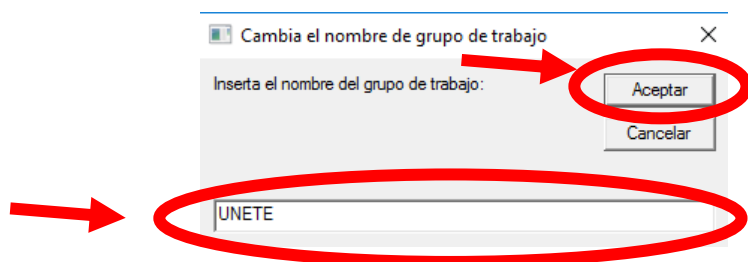 Cambia el nombre de grupo de trabajo
Inserta el nombre del grupo de trabajo:
Aceptar
Cancelar
UNETE